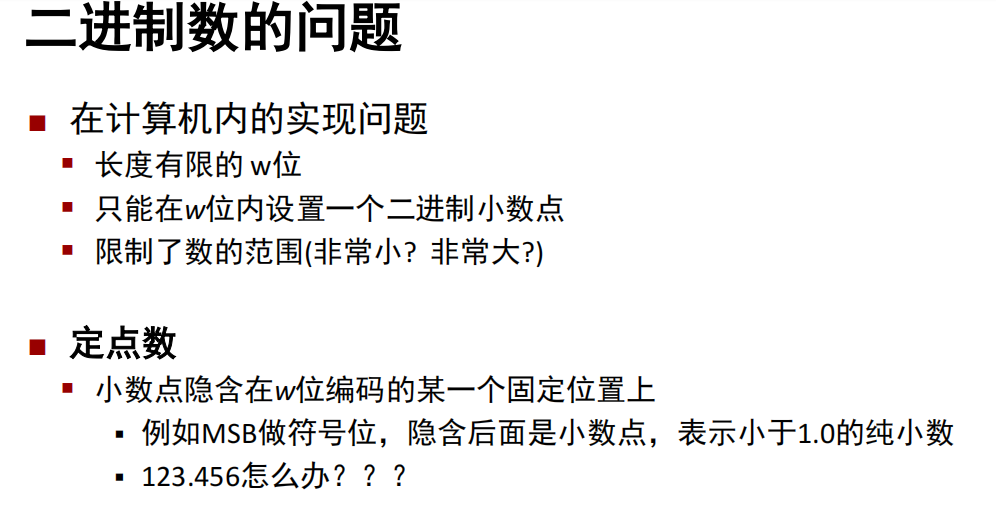 二进制数的问题
在计算机内的实现问题
长度有限的 w位
只能在w位内设置一个二进制小数点
限制了数的范围(非常小？非常大?)
定点数
小数点隐含在w位编码的某一个固定位置上
例如MSB做符号位，隐含后面是小数点，表示小于1.0的纯小数
123.456怎么办？？？